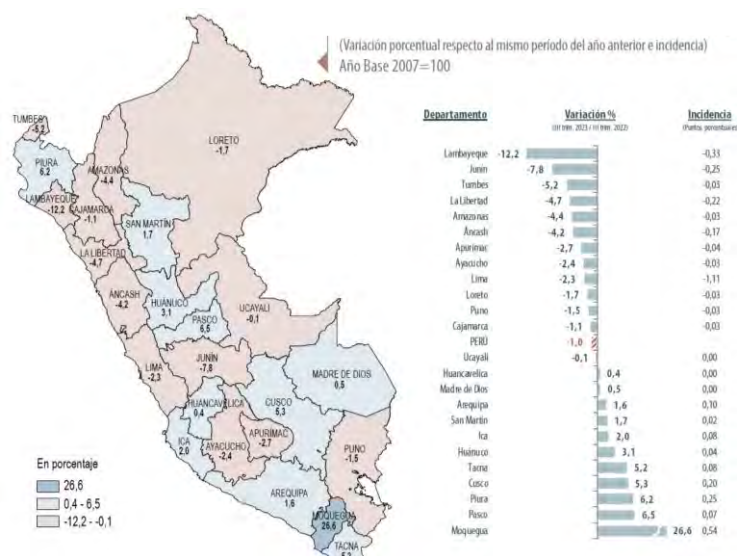 (Variación porcentual respecto al mismo período del año anterior e incidencia)
Año Base 2007=100
TUMBES
-5,2
PIURA
6,2
LAMBAYEQUE
-12,2
AMAZONAS
-4,4
CAJAMARCA
-1,1
LORETO
-1,7
SAN MARTÍN
1,7
LA LIBERTAD
-4,7
ÁNCASH
-4,2
HUÁNUCO
3,1
PASCO
6,5
UCAYALI
-0,1
LIMA
-2,3
JUNÍN
-7,8
MADRE DE DIOS
0,5
HUANCAVELICA
0,4
CUSCO
5,3
ICA
2,0
AYACUCHO
-2,4
APURÍMAC
-2,7
PUNO
-1,5
AREQUIPA
1,6
MOQUEGUA
26,6
TACNA
5,2
En porcentaje
26,6
0,4 - 6,5
-12,2 - -0,1
Departamento Variación % Incidencia
(III trim. 2023 / III trim. 2022) (Puntos porcentuales)
Lambayeque -12,2 -0,33
Junín -7,8 -0,25
Tumbes -5,2 -0,03
La Libertad -4,7 -0,22
Amazonas -4,4 -0,03
Áncash -4,2 -0,17
Apurímac -2,7 -0,04
Ayacucho -2,4 -0,03
Lima -2,3 -1,11
Loreto -1,7 -0,03
Puno -1,5 -0,03
Cajamarca -1,1 -0,03
PERÚ -1,0
Ucayali -0,1 0,00
Huancavelica 0,4 0,00
Madre de Dios 0,5 0,00
Arequipa 1,6 0,10
San Martín 1,7 0,02
Ica 2,0 0,08
Huánuco 3,1 0,04
Tacna 5,2 0,08
Cusco 5,3 0,20
Piura 6,2 0,25
Pasco 6,5 0,07
Moquegua 26,6 0,54